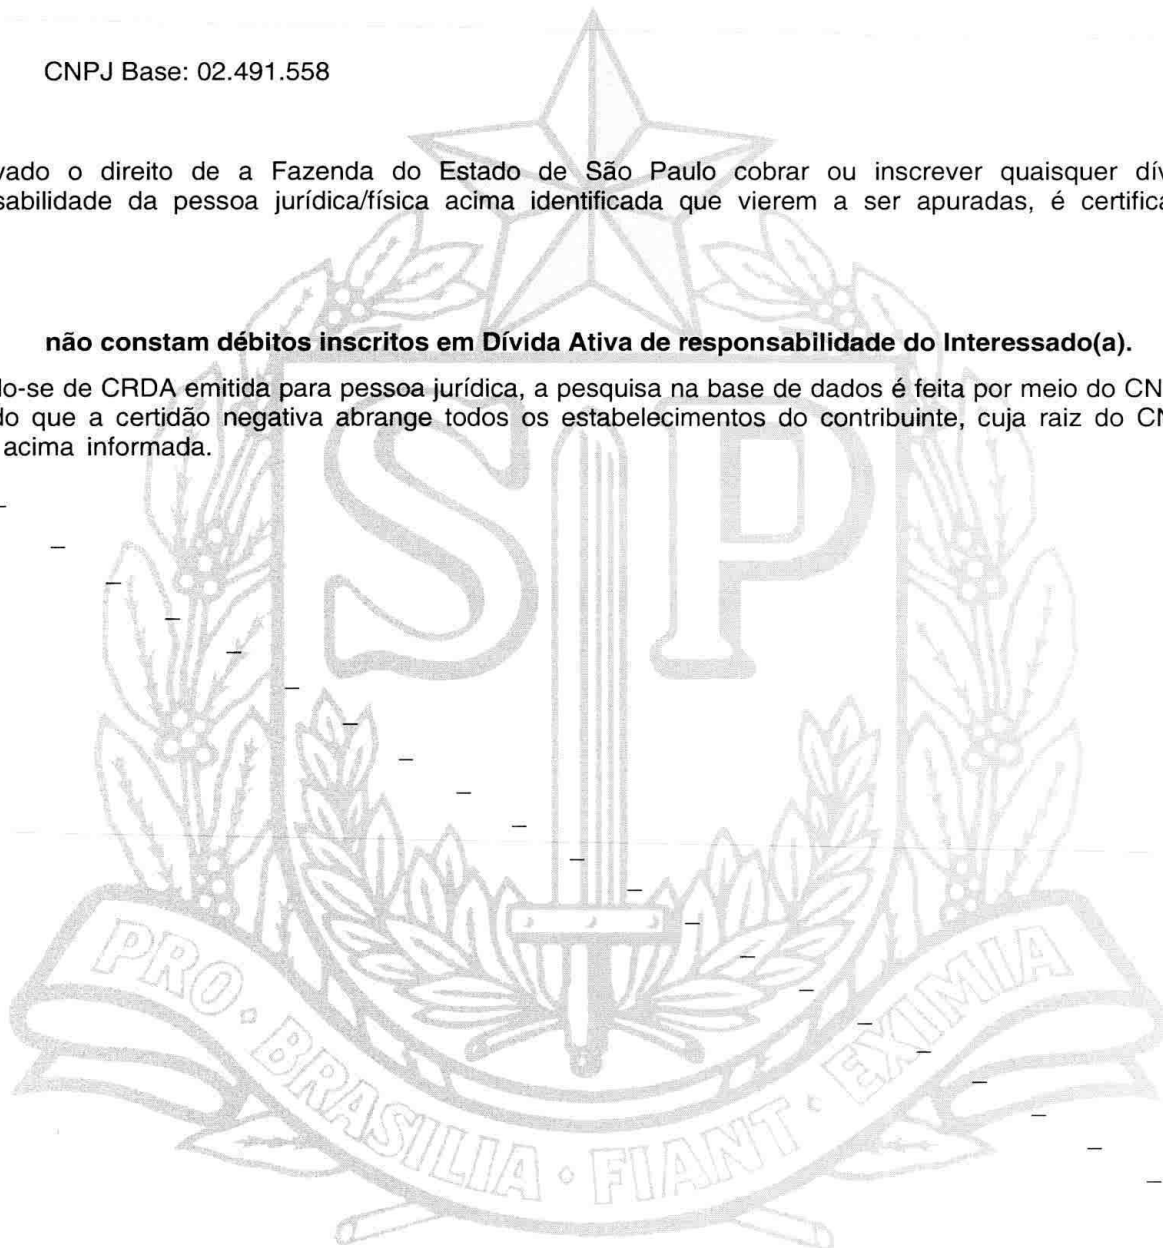 CNPJ Base: 02.491.558
vado o direito de a Fazenda do Estado de São Paulo cobrar ou inscrever quaisquer dív
sabilidade da pessoa jurídica/física acima identificada que vierem a ser apuradas, é certifica
não constam débitos inscritos em Dívida Ativa de responsabilidade do Interessado(a).
do-se de CRDA emitida para pessoa jurídica, a pesquisa na base de dados é feita por meio do CN
do que a certidão negativa abrange todos os estabelecimentos do contribuinte, cuja raiz do CN
acima informada.
SP
PRO • BRASILIA • FIANT • EXIMIA